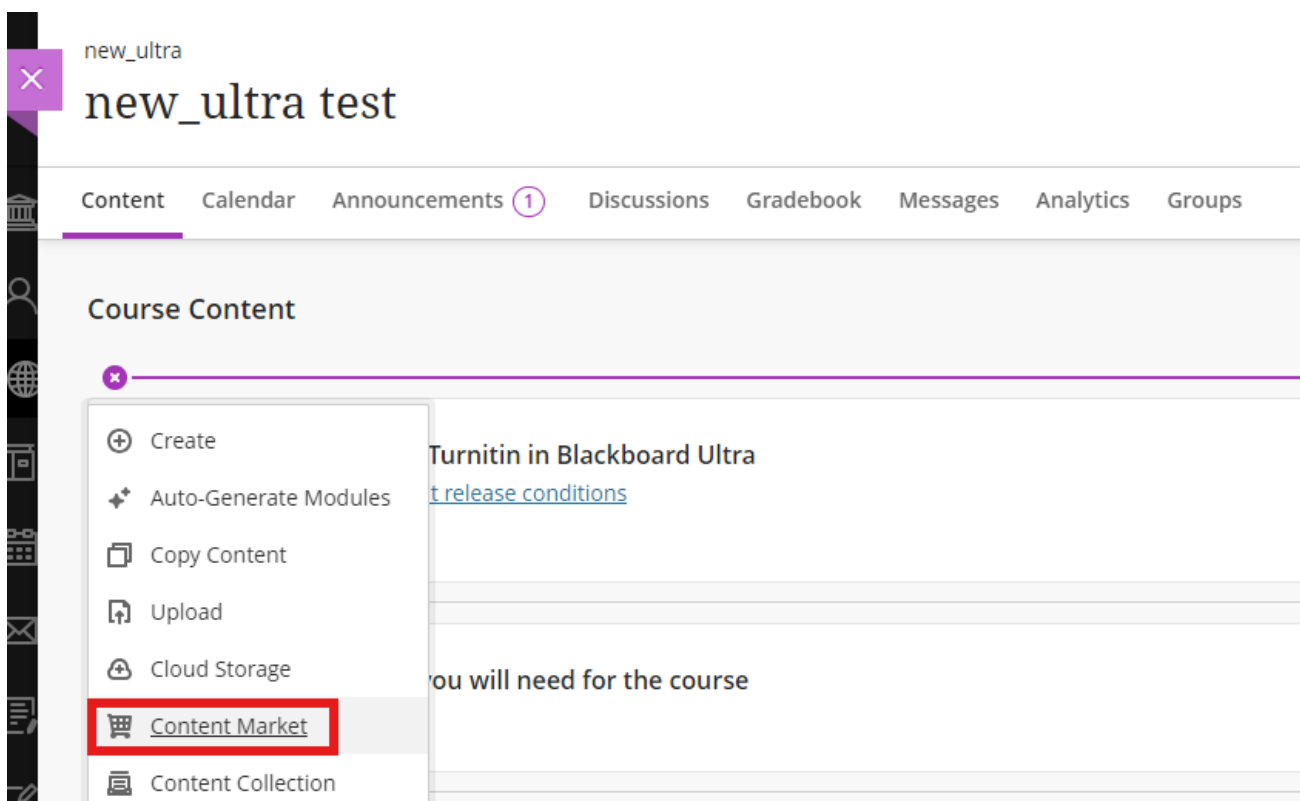 new_ultra
new_ultra test
Content Calendar Announcements 1 Discussions Gradebook Messages Analytics Groups
Course Content
Create
Turnitin in Blackboard Ultra
Auto-Generate Modules
t release conditions
Copy Content
Upload
Cloud Storage
you will need for the course
Content Market
Content Collection